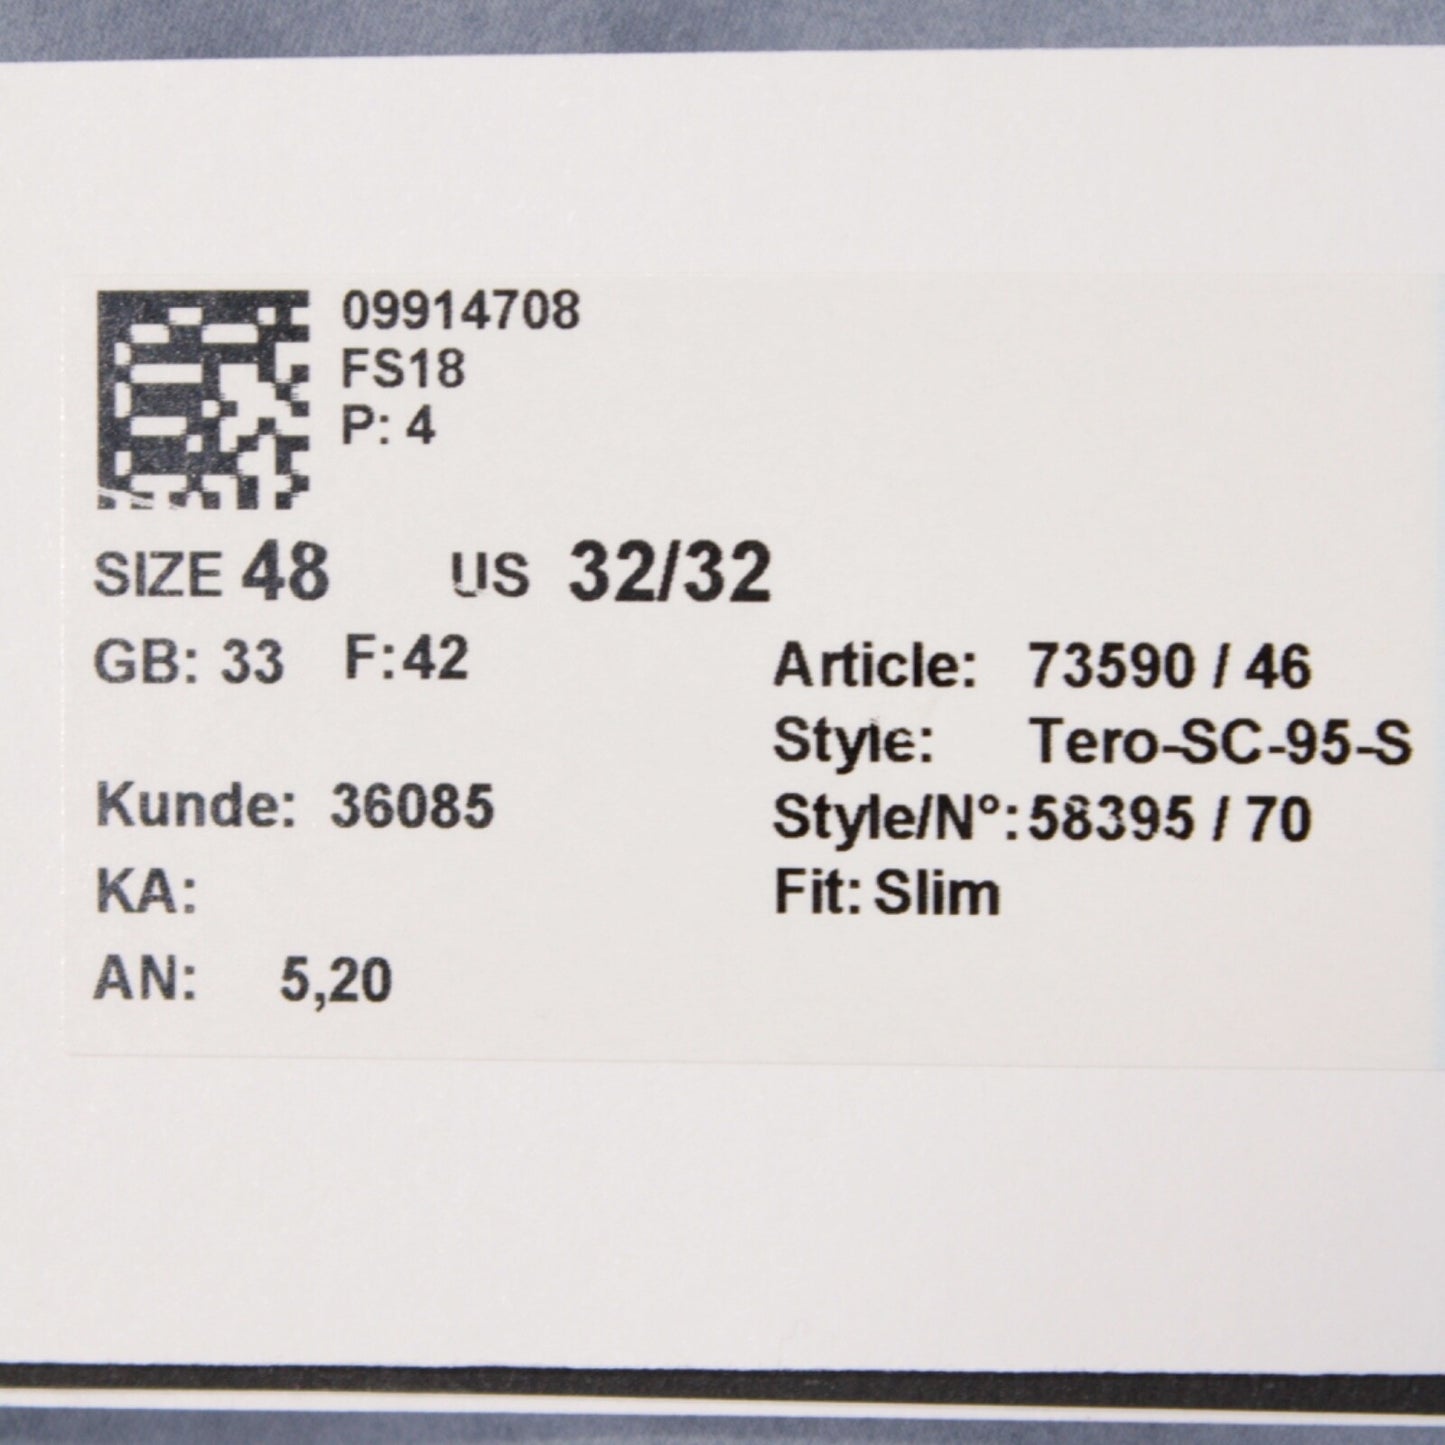 09914708
FS18
P: 4
SIZE 48 US 32/32
GB: 33 F:42
Article: 73590 / 46
Style: Tero-SC-95-S
Kunde: 36085
Style/N°: 58395 / 70
KA:
Fit: Slim
AN: 5,20